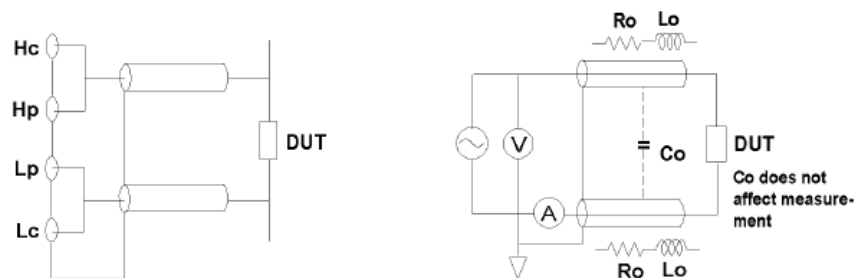 Hc
Hp
Lp
Lc
DUT
Ro Lo
V
A
Co
DUT
Co does not
affect measure-
ment
Ro Lo